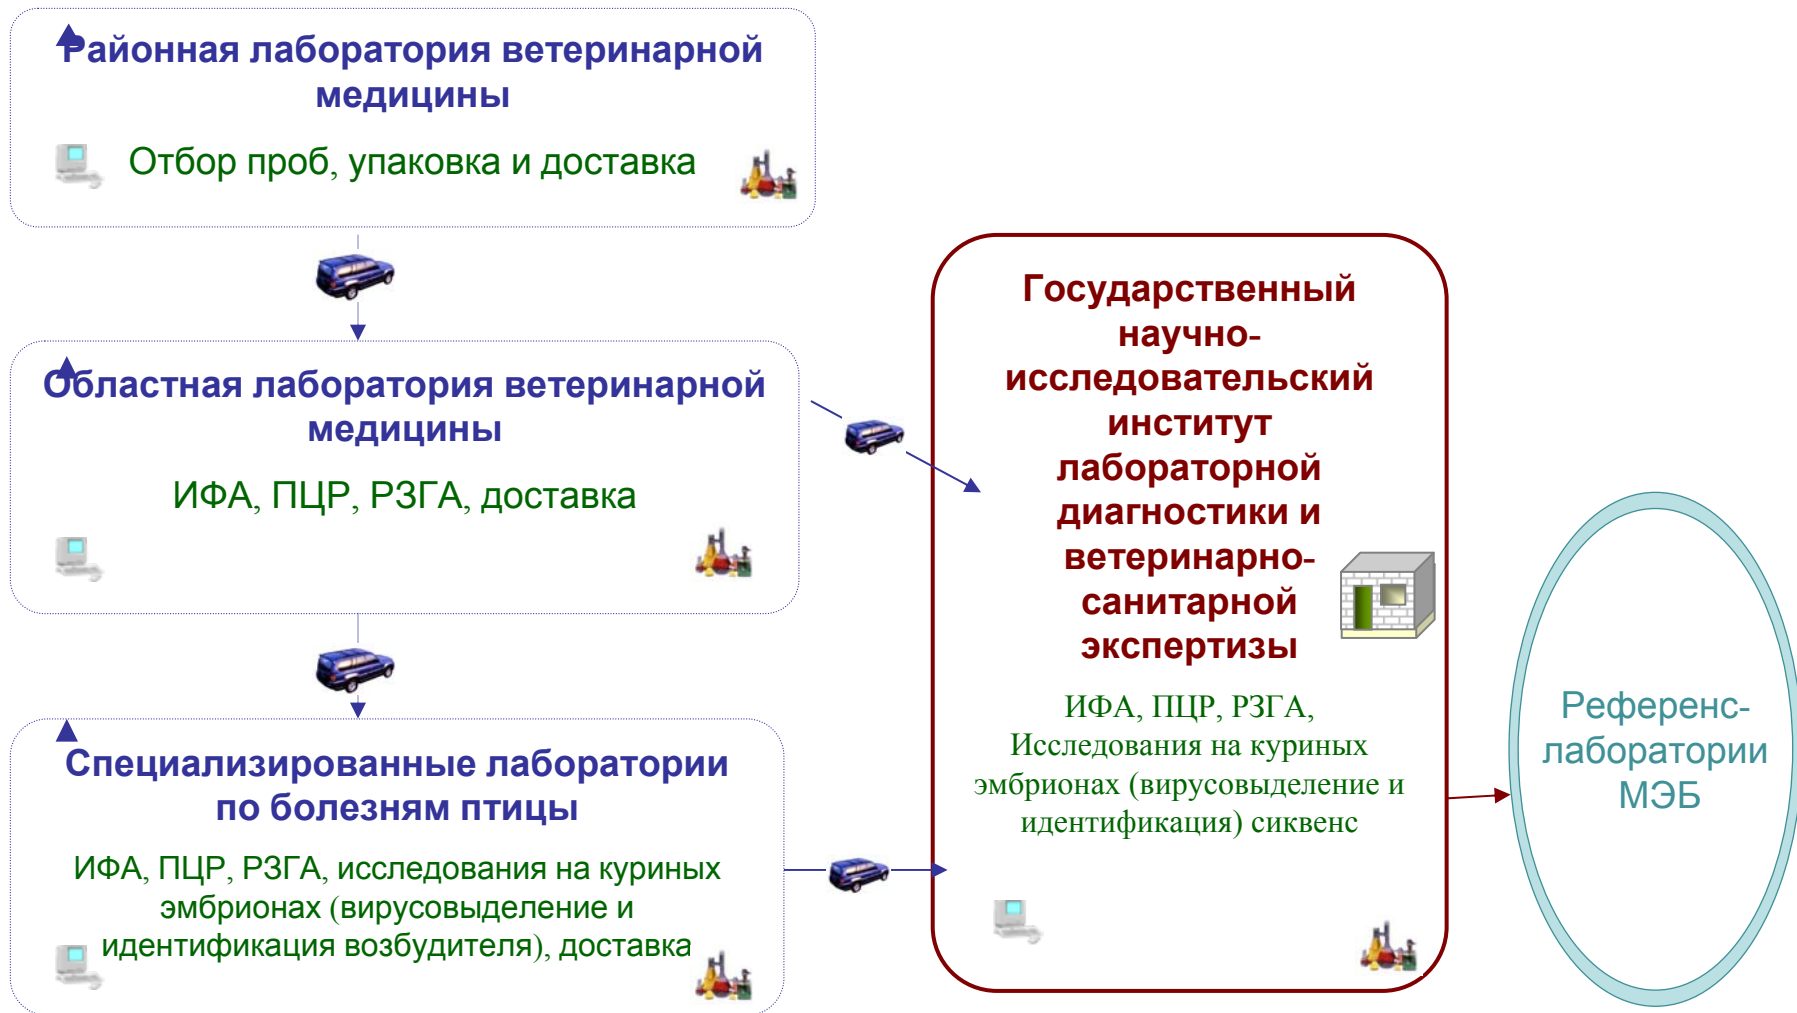 Районная лаборатория ветеринарной
медицины
Отбор проб, упаковка и доставка
Областная лаборатория ветеринарной
медицины
ИФА, ПЦР, РЗГА, доставка
Специализированные лаборатории
по болезням птицы
ИФА, ПЦР, РЗГА, исследования на куриных
эмбрионах (вирусовыделение и
идентификация возбудителя), доставка
Государственный
научно-
исследовательский
институт
лабораторной
диагностики и
ветеринарно-
санитарной
экспертизы
ИФА, ПЦР, РЗГА,
Исследования на куриных
эмбрионах (вирусовыделение и
идентификация) сиквенс
Референс-
лаборатории
МЭБ